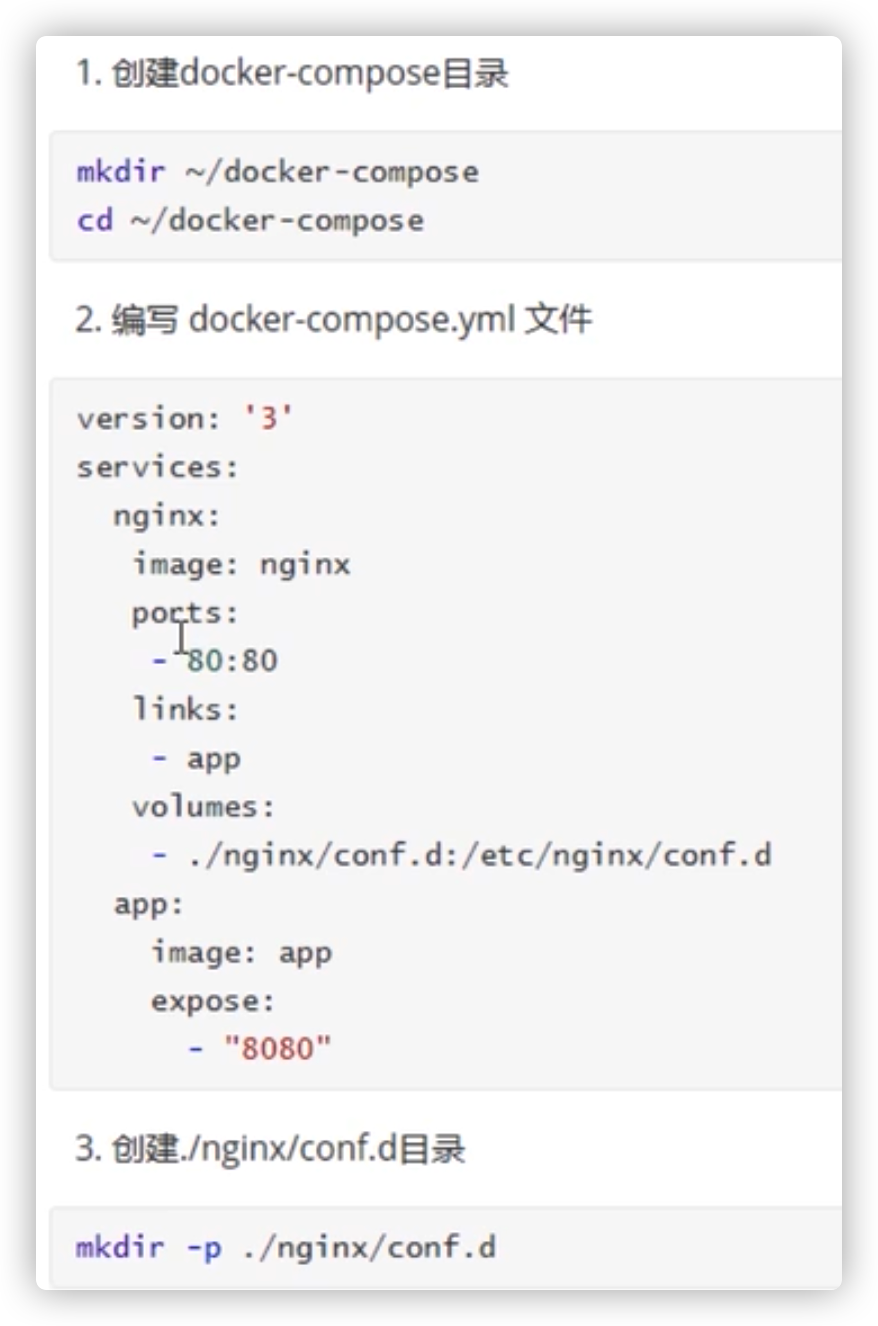 1. 创建docker-compose目录
mkdir ~/docker-compose
cd ~/docker-compose
2. 编写 docker-compose.yml 文件
version: '3'
services:
  nginx:
   image: nginx
   ports:
    - 80:80
   links:
    - app
   volumes:
    - ./nginx/conf.d:/etc/nginx/conf.d
  app:
    image: app
    expose:
      - "8080"
3. 创建./nginx/conf.d目录
mkdir -p ./nginx/conf.d